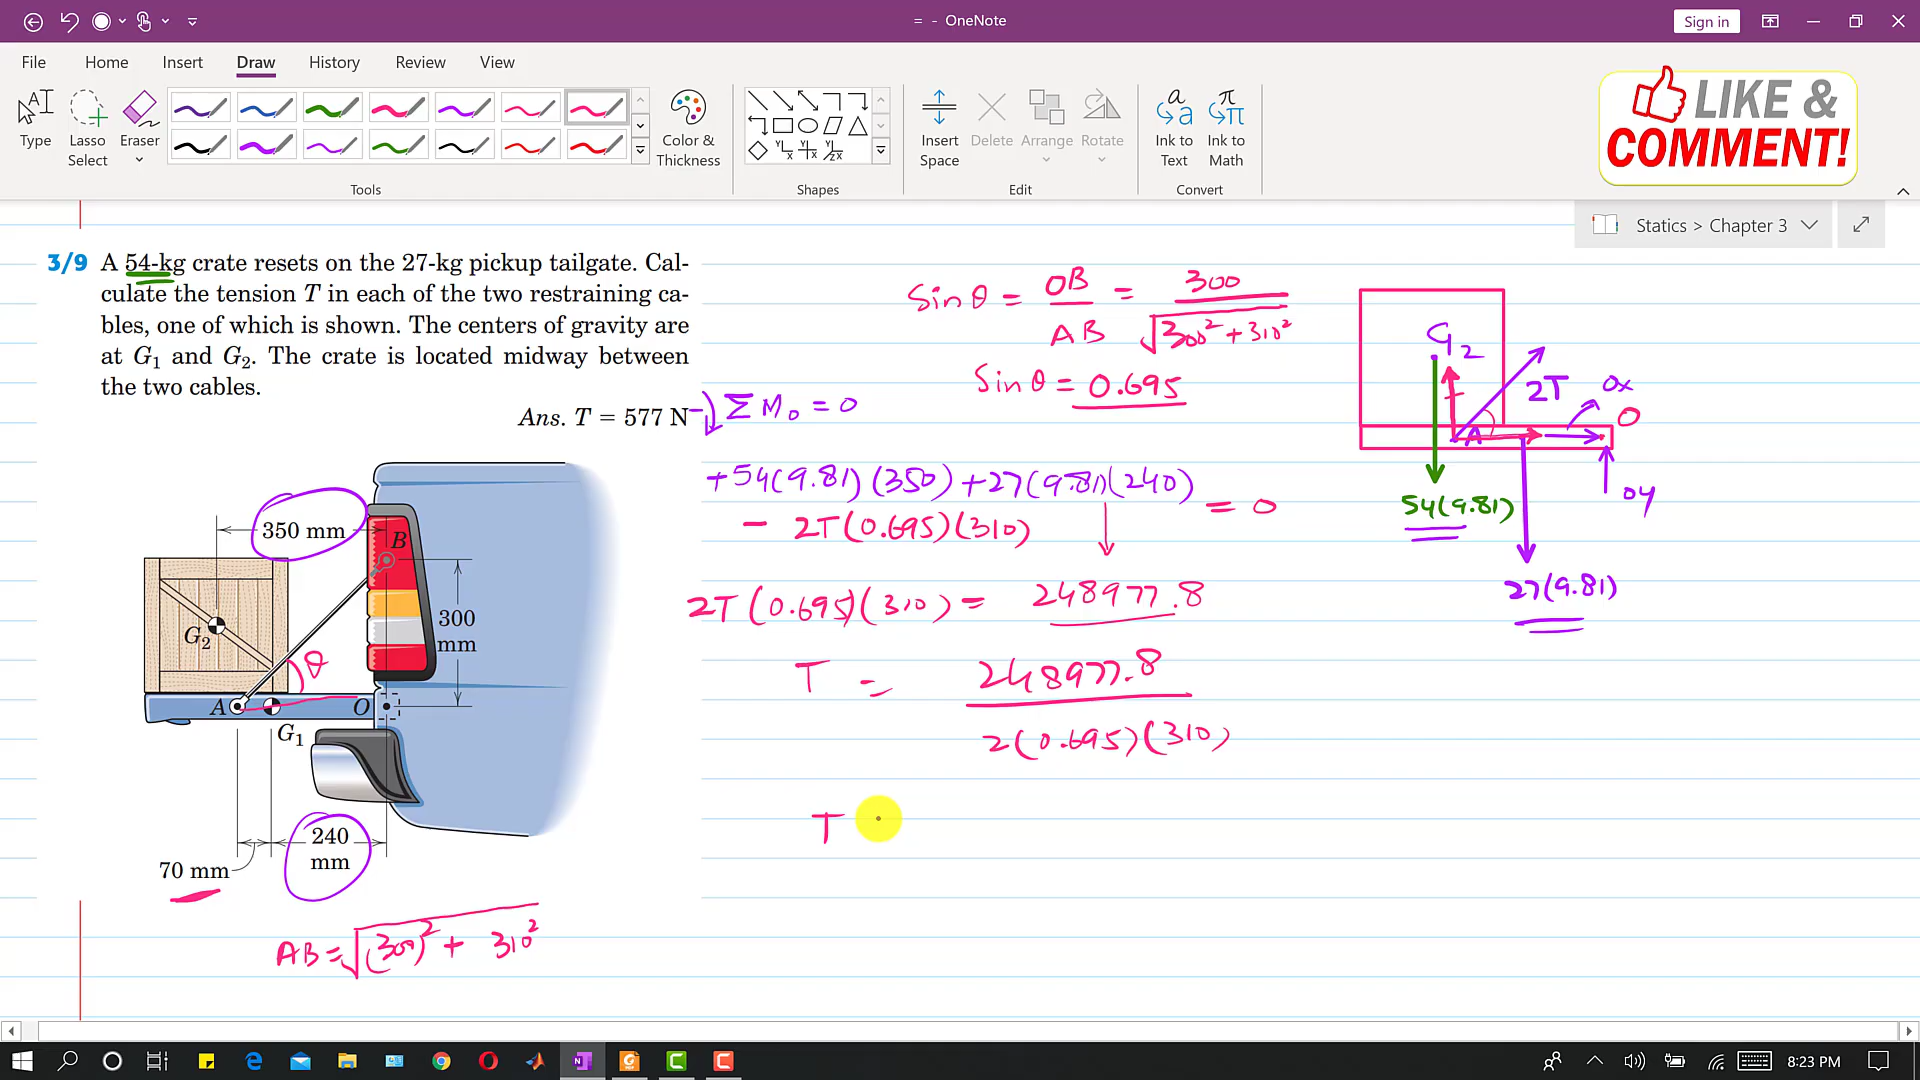 = - OneNote
Sign in
File Home Insert Draw History Review View
Type
Lasso Select
Eraser
Color & Thickness
Insert Space
Delete
Arrange
Rotate
Ink to Text
Ink to Math
Tools
Shapes
Edit
Convert
LIKE &
COMMENT!
Statics > Chapter 3
3/9 A 54-kg crate resets on the 27-kg pickup tailgate. Cal-
culate the tension T in each of the two restraining ca-
bles, one of which is shown. The centers of gravity are
at G1 and G2. The crate is located midway between
the two cables.
Ans. T = 577 N
350 mm
B
300
mm
G2
θ
A
O
G1
240
mm
70 mm
AB = √(300)² + 310²
Sin θ = OB/AB = 300/√300² + 310²
Sin θ = 0.695
ΣMo = 0
+54(9.81)(350) +27(9.81)(240)
- 2T(0.695)(310) = 0
2T(0.695)(310) = 248977.8
T = 248977.8
2(0.695)(310)
T
G2
2T
Ox
O
A
Oy
54(9.81)
27(9.81)
8:23 PM